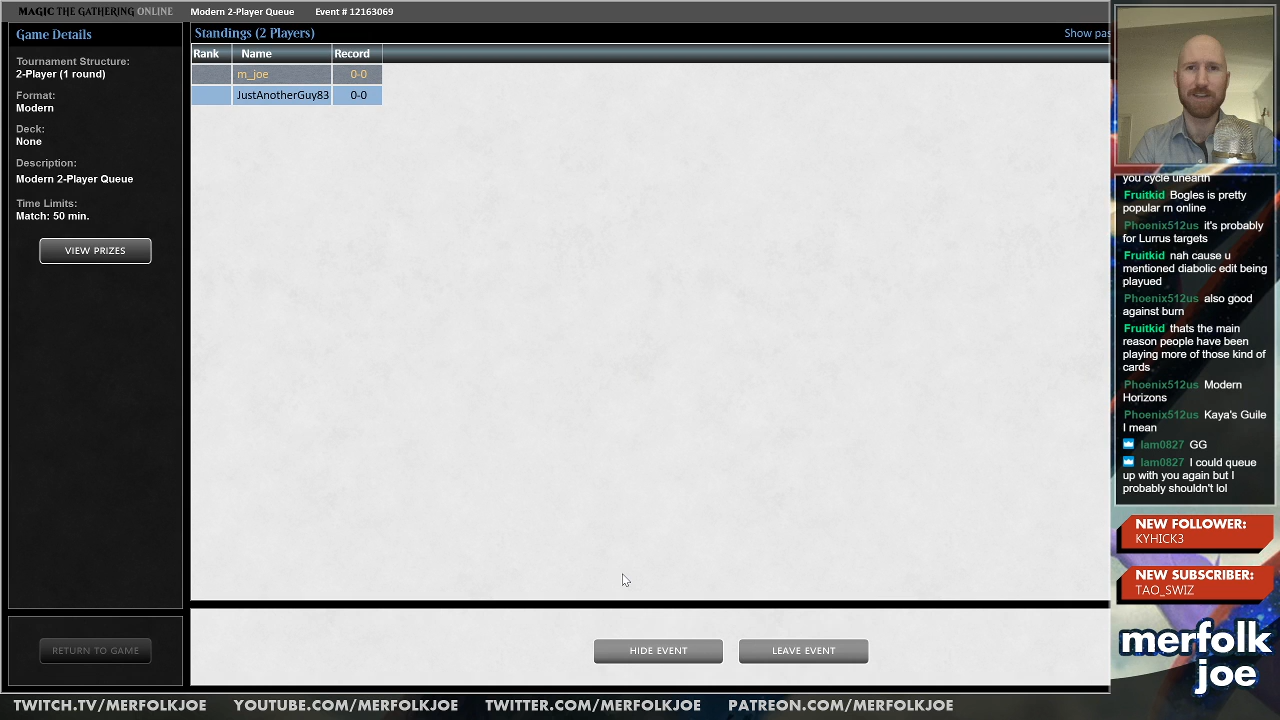 MAGIC THE GATHERING ONLINE
Modern 2-Player Queue
Event # 12163069
Game Details
Tournament Structure:
2-Player (1 round)
Format:
Modern
Deck:
None
Description:
Modern 2-Player Queue
Time Limits:
Match: 50 min.
VIEW PRIZES
RETURN TO GAME
Standings (2 Players)
Show pas
Rank Name Record
m_joe 0-0
JustAnotherGuy83 0-0
HIDE EVENT
LEAVE EVENT
you cycle unearth
Fruitkid Bogles is pretty
popular rn online
Phoenix512us it's probably
for Lurrus targets
Fruitkid nah cause u
mentioned diabolic edit being
playued
Phoenix512us also good
against burn
Fruitkid thats the main
reason people have been
playing more of those kind of
cards
Phoenix512us Modern
Horizons
Phoenix512us Kaya's Guile
I mean
Iam0827 GG
Iam0827 I could queue
up with you again but I
probably shouldn't lol
NEW FOLLOWER:
KYHICK3
NEW SUBSCRIBER:
TAO_SWIZ
merfolk
joe
TWITCH.TV/MERFOLKJOE
YOUTUBE.COM/MERFOLKJOE
TWITTER.COM/MERFOLKJOE
PATREON.COM/MERFOLKJOE